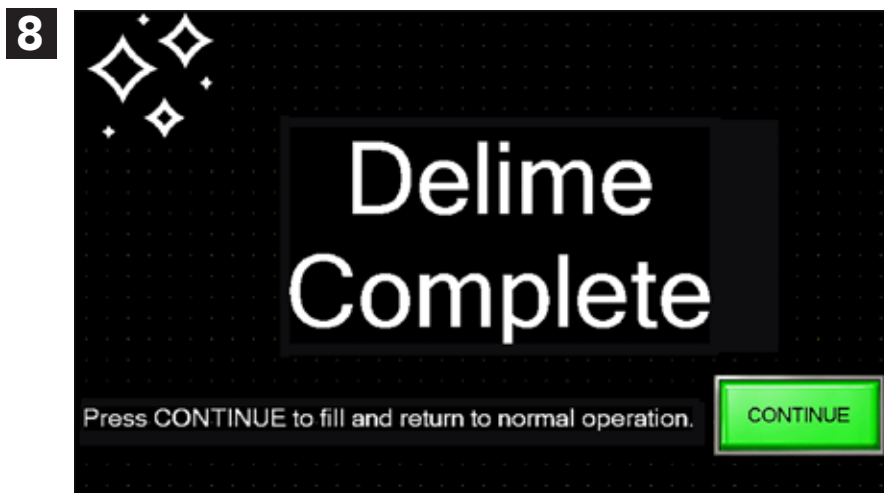 8
Delime
Complete
Press CONTINUE to fill and return to normal operation.
CONTINUE